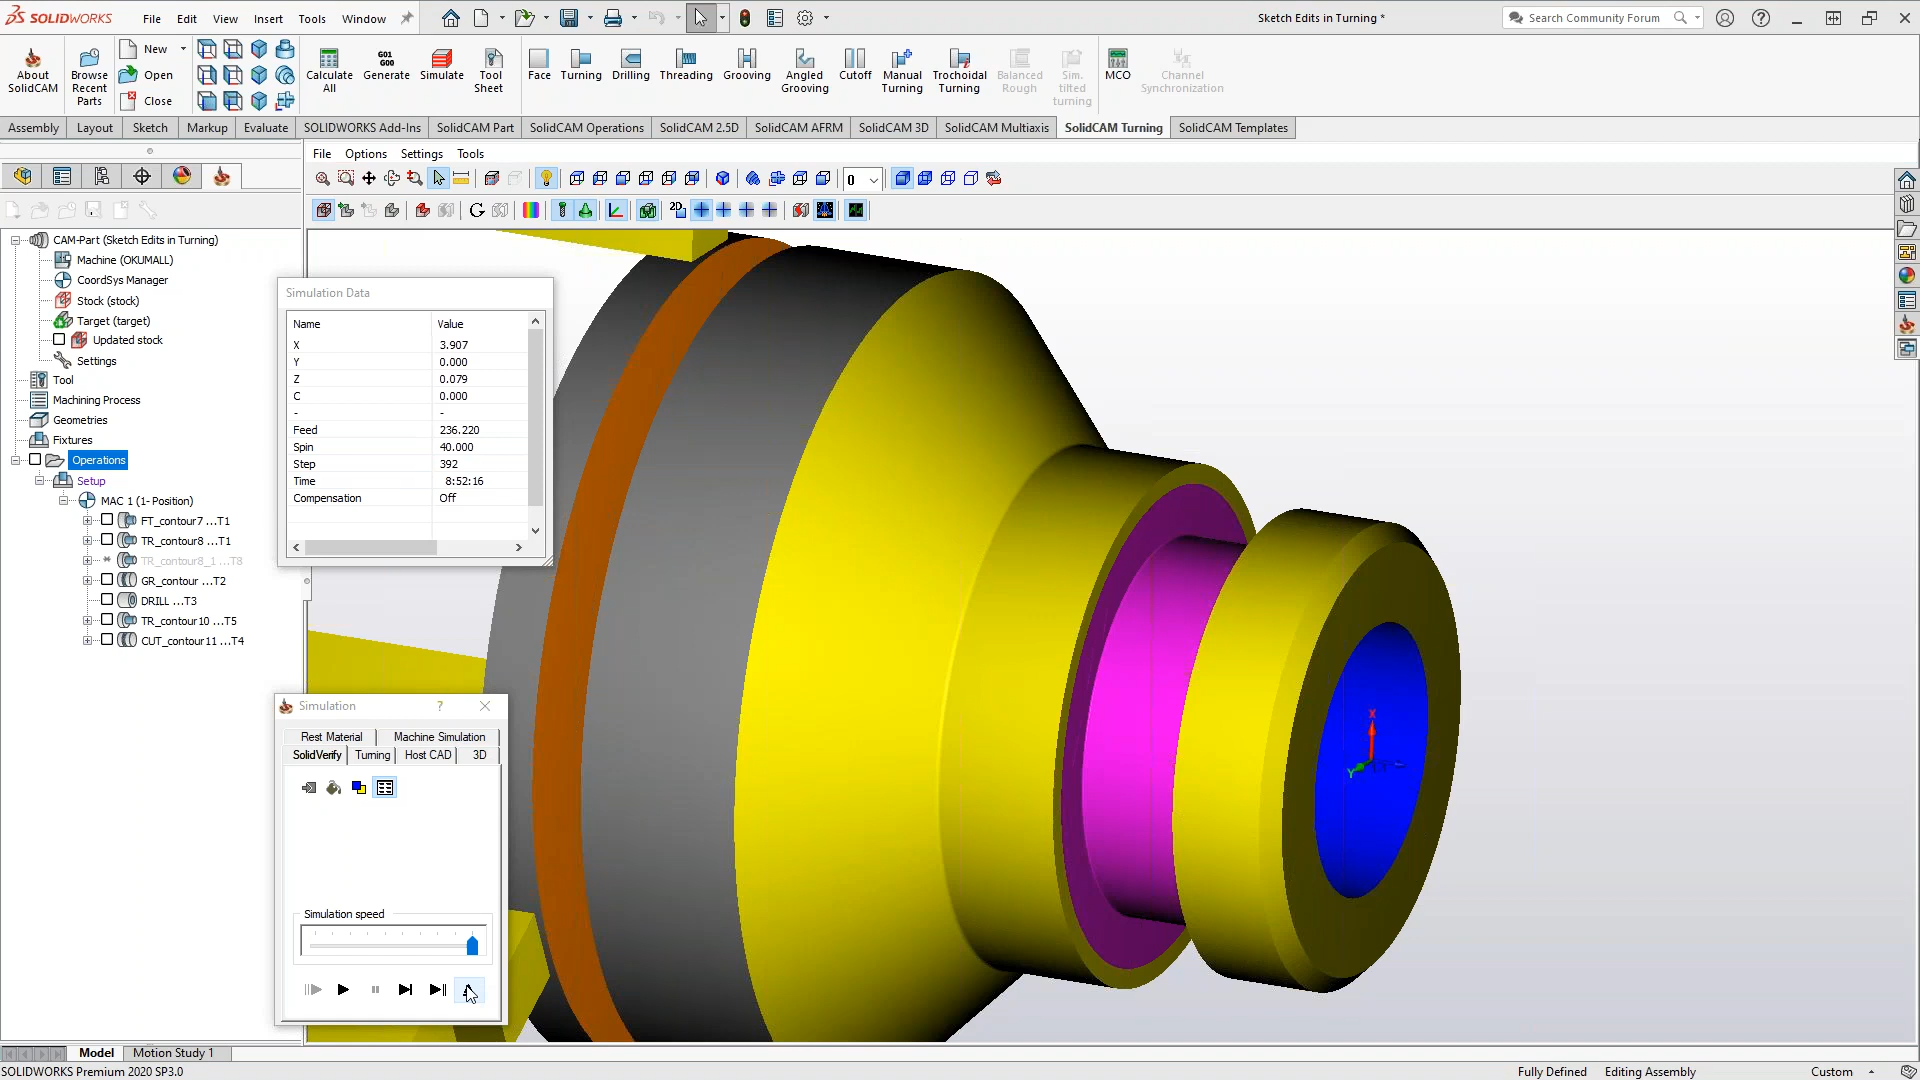 SOLIDWORKS
File Edit View Insert Tools Window
Sketch Edits in Turning *
Search Community Forum
About SolidCAM
Browse Recent Parts
New
Open
Close
Calculate All
G01 G00
Generate
Simulate
Tool Sheet
Face
Turning
Drilling
Threading
Grooving
Angled Grooving
Cutoff
Manual Turning
Trochoidal Turning
Balanced Rough
Sim. tilted turning
MCO
Channel Synchronization
Assembly Layout Sketch Markup Evaluate SOLIDWORKS Add-Ins SolidCAM Part SolidCAM Operations SolidCAM 2.5D SolidCAM AFRM SolidCAM 3D SolidCAM Multiaxis SolidCAM Turning SolidCAM Templates
File Options Settings Tools
0
2D
CAM-Part (Sketch Edits in Turning)
Machine (OKUMALL)
CoordSys Manager
Stock (stock)
Target (target)
Updated stock
Settings
Tool
Machining Process
Geometries
Fixtures
Operations
Setup
MAC 1 (1- Position)
FT_contour7 ...T1
TR_contour8 ...T1
TR_contour8_1 ...T8
GR_contour ...T2
DRILL ...T3
TR_contour10 ...T5
CUT_contour11 ...T4
Simulation Data
Name Value
X 3.907
Y 0.000
Z 0.079
C 0.000
- -
Feed 236.220
Spin 40.000
Step 392
Time 8:52:16
Compensation Off
Simulation ?
Rest Material Machine Simulation
SolidVerify Turning Host CAD 3D
Simulation speed
X
Y
Model Motion Study 1
SOLIDWORKS Premium 2020 SP3.0
Fully Defined Editing Assembly Custom